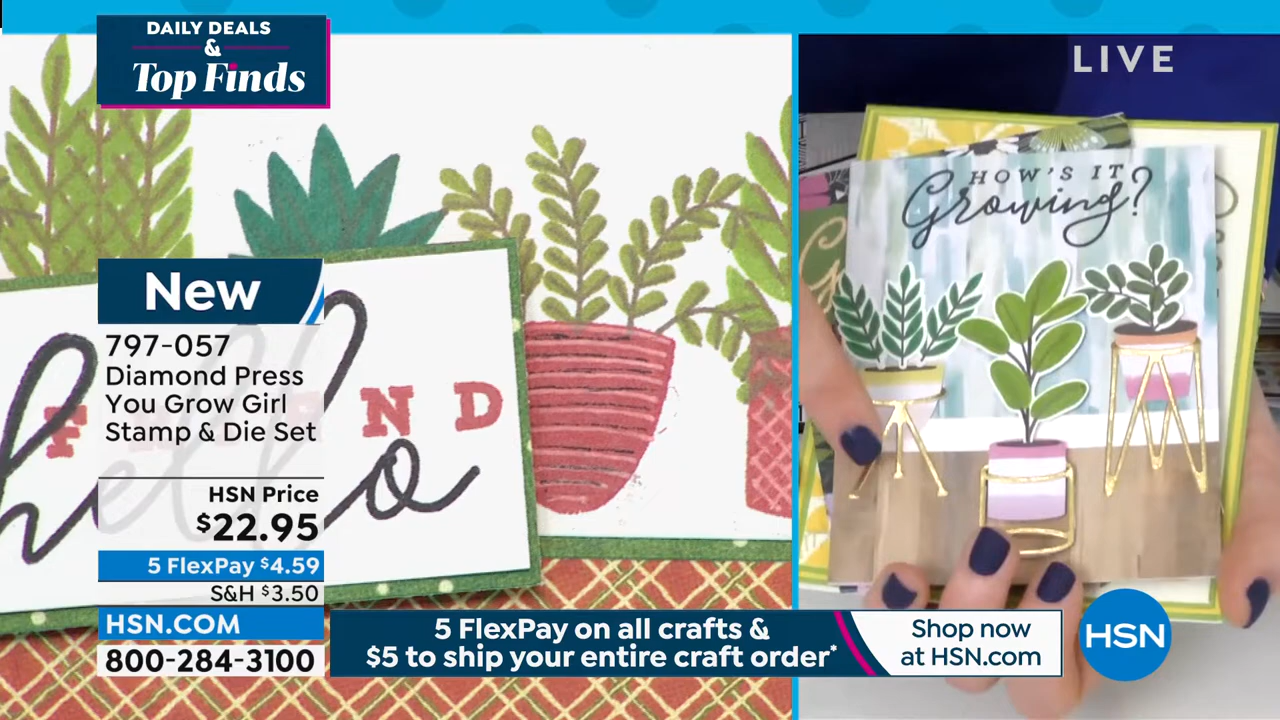 DAILY DEALS
&
Top Finds
LIVE
HOW'S IT
Growing?
New
797-057
Diamond Press
You Grow Girl
Stamp & Die Set
hello
HSN Price
$22.95
5 FlexPay $4.59
S&H $3.50
HSN.COM
800-284-3100
5 FlexPay on all crafts &
$5 to ship your entire craft order*
Shop now
at HSN.com
HSN